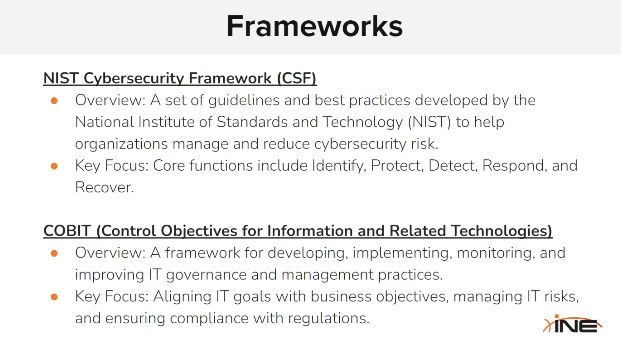 Frameworks
NIST Cybersecurity Framework (CSF)
● Overview: A set of guidelines and best practices developed by the
National Institute of Standards and Technology (NIST) to help
organizations manage and reduce cybersecurity risk.
● Key Focus: Core functions include Identify, Protect, Detect, Respond, and
Recover.
COBIT (Control Objectives for Information and Related Technologies)
● Overview: A framework for developing, implementing, monitoring, and
improving IT governance and management practices.
● Key Focus: Aligning IT goals with business objectives, managing IT risks,
and ensuring compliance with regulations.
INE